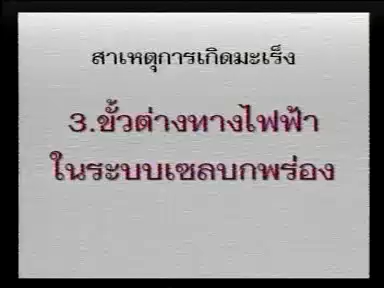 สาเหตุการเกิดมะเร็ง
3.ขั้วต่างทางไฟฟ้า
ในระบบเซลบกพร่อง